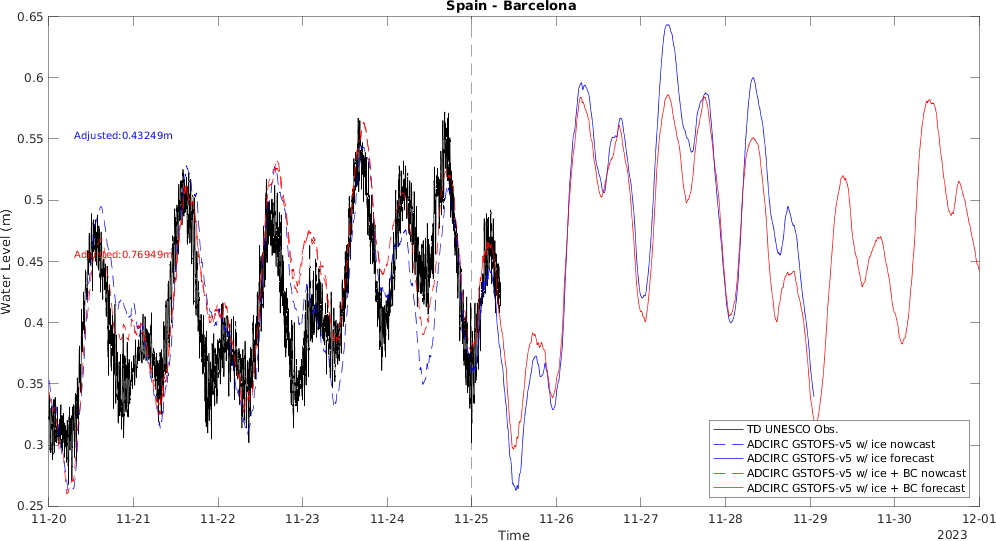 Spain - Barcelona
Water Level (m)
0.65
0.6
0.55
0.5
0.45
0.4
0.35
0.3
0.25
Adjusted:0.43249m
Adjusted:0.76949m
TD UNESCO Obs.
ADCIRC GSTOFS-v5 w/ ice nowcast
ADCIRC GSTOFS-v5 w/ ice forecast
ADCIRC GSTOFS-v5 w/ ice + BC nowcast
ADCIRC GSTOFS-v5 w/ ice + BC forecast
11-20 11-21 11-22 11-23 11-24 11-25 11-26 11-27 11-28 11-29 11-30 12-01
Time
2023